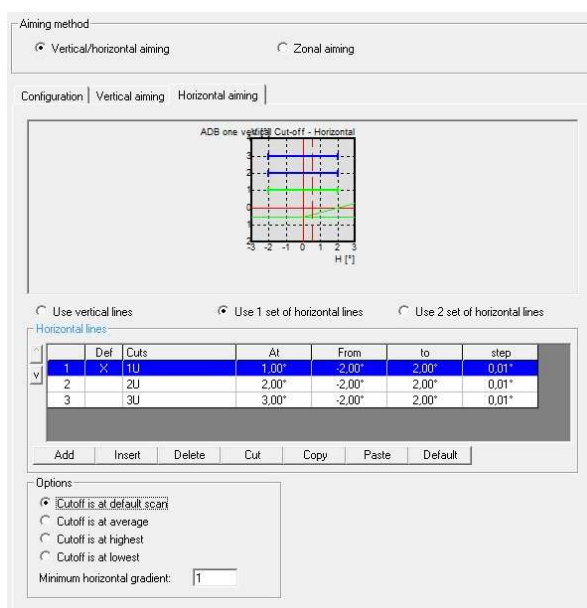 Aiming method
Vertical/horizontal aiming Zonal aiming
Configuration Vertical aiming Horizontal aiming
ADB one vertical Cut-off - Horizontal
3
2
1
0
1
2
-3 -2 -1 0 1 2 3
H [°]
Use vertical lines Use 1 set of horizontal lines Use 2 set of horizontal lines
Horizontal lines
^
v
Def Cuts At From to step
1 X 1U 1,00° -2,00° 2,00° 0,01°
2 2U 2,00° -2,00° 2,00° 0,01°
3 3U 3,00° -2,00° 2,00° 0,01°
Add Insert Delete Cut Copy Paste Default
Options
Cutoff is at default scan
Cutoff is at average
Cutoff is at highest
Cutoff is at lowest
Minimum horizontal gradient: 1